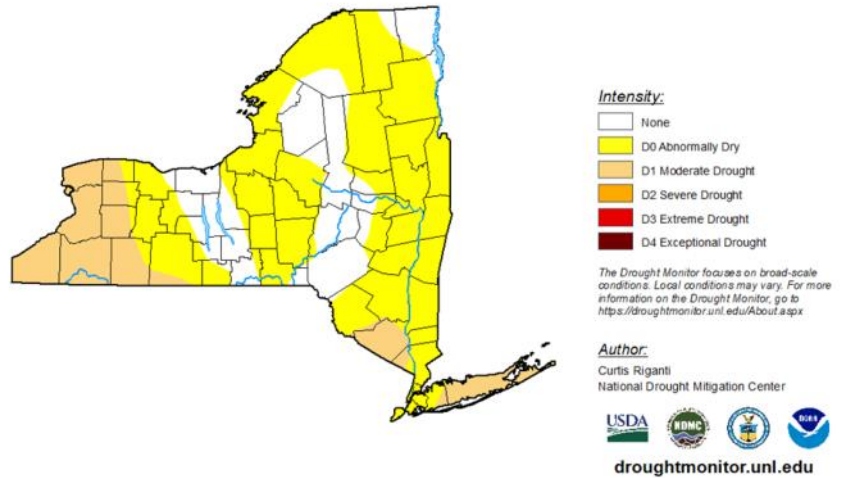 Intensity:
None
D0 Abnormally Dry
D1 Moderate Drought
D2 Severe Drought
D3 Extreme Drought
D4 Exceptional Drought
The Drought Monitor focuses on broad-scale
conditions. Local conditions may vary. For more
information on the Drought Monitor, go to
https://droughtmonitor.unl.edu/About.aspx
Author:
Curtis Riganti
National Drought Mitigation Center
USDA
NDMC
droughtmonitor.unl.edu